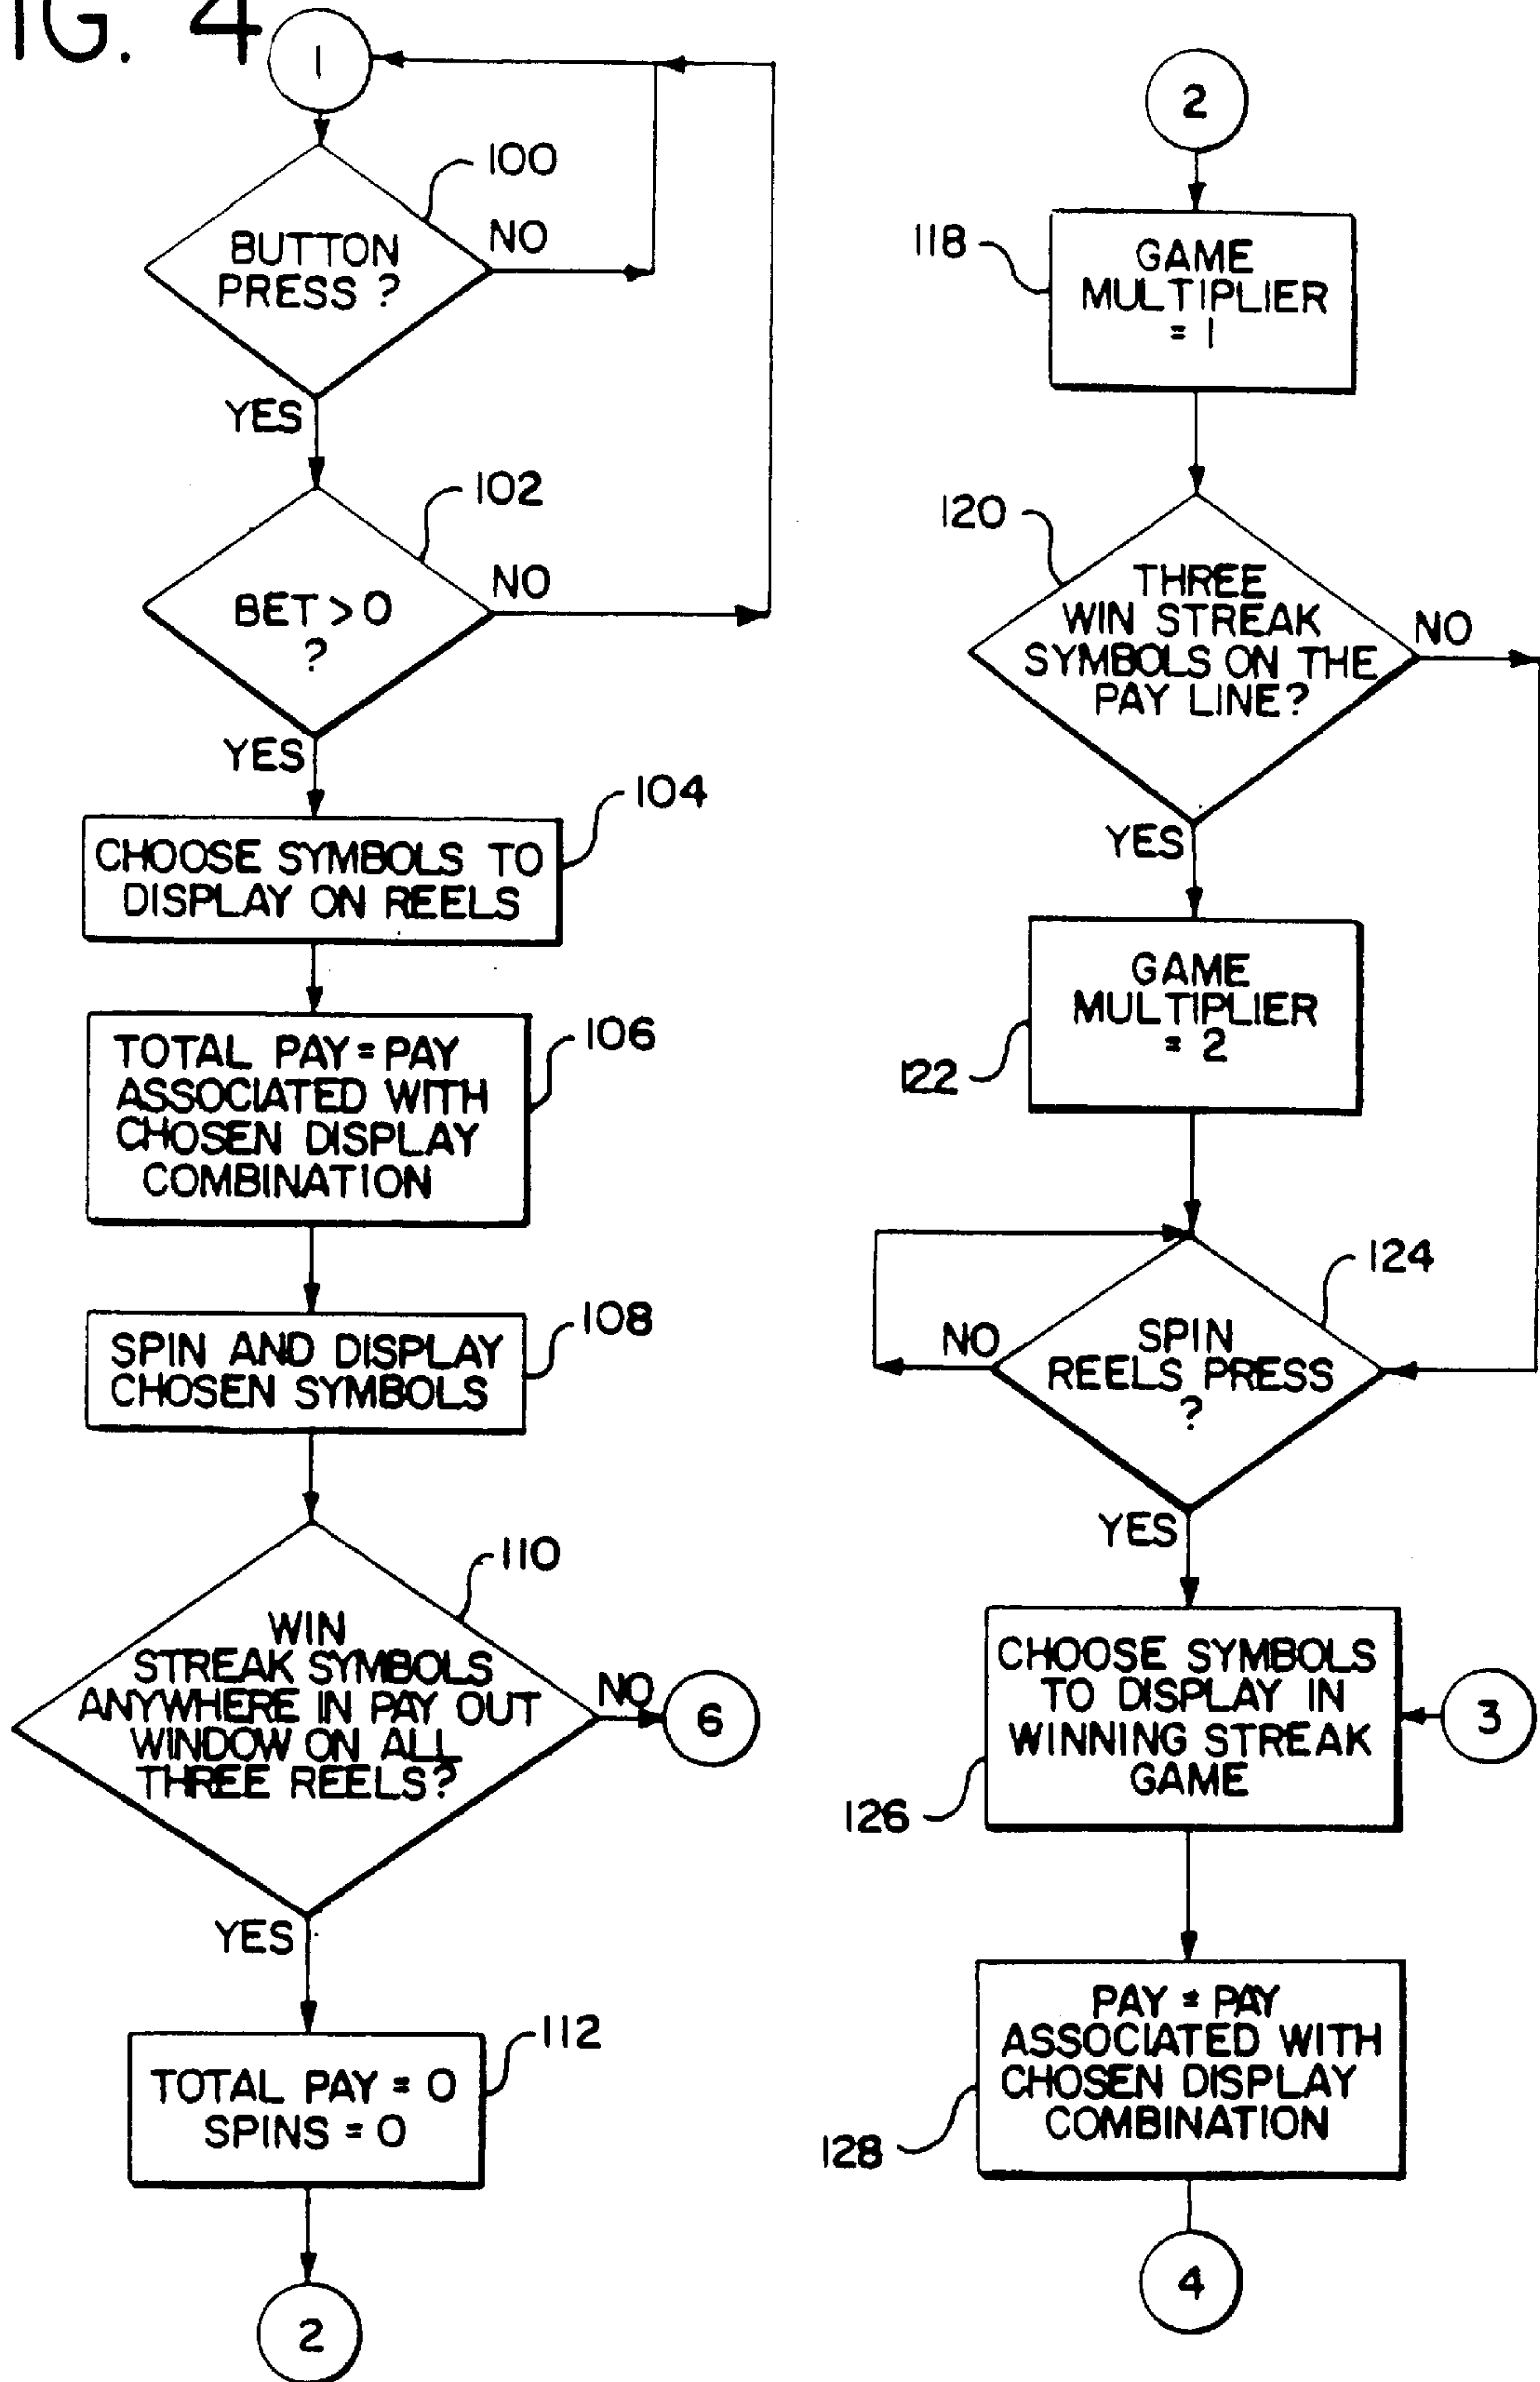 IG. 4
1
100
BUTTON
PRESS ?
NO
YES
102
BET > 0
?
NO
YES
104
CHOOSE SYMBOLS TO
DISPLAY ON REELS
106
TOTAL PAY = PAY
ASSOCIATED WITH
CHOSEN DISPLAY
COMBINATION
108
SPIN AND DISPLAY
CHOSEN SYMBOLS
110
WIN
STREAK SYMBOLS
ANYWHERE IN PAY OUT
WINDOW ON ALL
THREE REELS?
NO
6
YES
112
TOTAL PAY = 0
SPINS = 0
2
2
118
GAME
MULTIPLIER
= 1
120
THREE
WIN STREAK
SYMBOLS ON THE
PAY LINE?
NO
YES
GAME
MULTIPLIER
= 2
122
124
SPIN
REELS PRESS
?
NO
YES
CHOOSE SYMBOLS
TO DISPLAY IN
WINNING STREAK
GAME
3
126
PAY = PAY
ASSOCIATED WITH
CHOSEN DISPLAY
COMBINATION
128
4